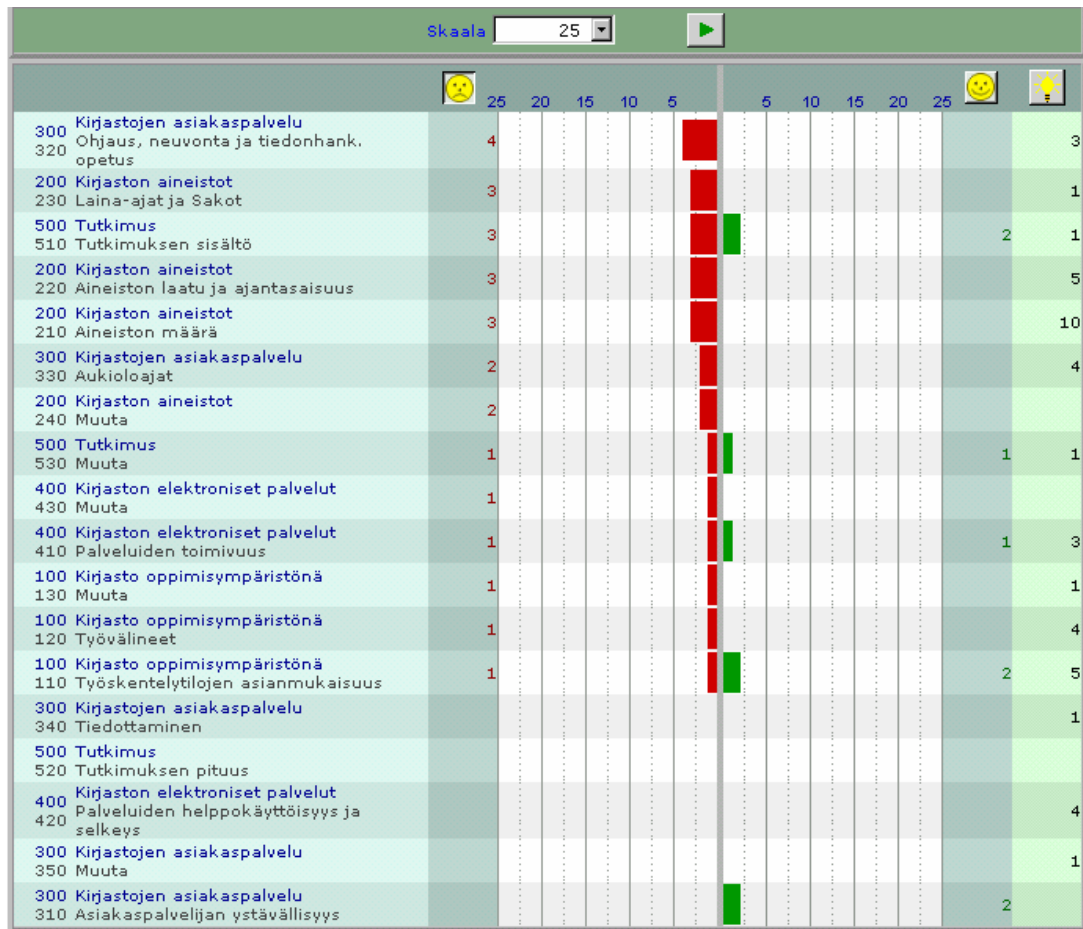 Skaala 25
25 20 15 10 5 5 10 15 20 25
300 Kirjastojen asiakaspalvelu
320 Ohjaus, neuvonta ja tiedonhank.
opetus
4 3
200 Kirjaston aineistot
230 Laina-ajat ja Sakot
3 1
500 Tutkimus
510 Tutkimuksen sisältö
3 2 1
200 Kirjaston aineistot
220 Aineiston laatu ja ajantasaisuus
3 5
200 Kirjaston aineistot
210 Aineiston määrä
3 10
300 Kirjastojen asiakaspalvelu
330 Aukioloajat
2 4
200 Kirjaston aineistot
240 Muuta
2
500 Tutkimus
530 Muuta
1 1 1
400 Kirjaston elektroniset palvelut
430 Muuta
1
400 Kirjaston elektroniset palvelut
410 Palveluiden toimivuus
1 1 3
100 Kirjasto oppimisympäristönä
130 Muuta
1 1
100 Kirjasto oppimisympäristönä
120 Työvälineet
1 4
100 Kirjasto oppimisympäristönä
110 Työskentelytilojen asianmukaisuus
1 2 5
300 Kirjastojen asiakaspalvelu
340 Tiedottaminen
1
500 Tutkimus
520 Tutkimuksen pituus
400 Kirjaston elektroniset palvelut
420 Palveluiden helppokäyttöisyys ja
selkeys
4
300 Kirjastojen asiakaspalvelu
350 Muuta
1
300 Kirjastojen asiakaspalvelu
310 Asiakaspalvelijan ystävällisyys
2